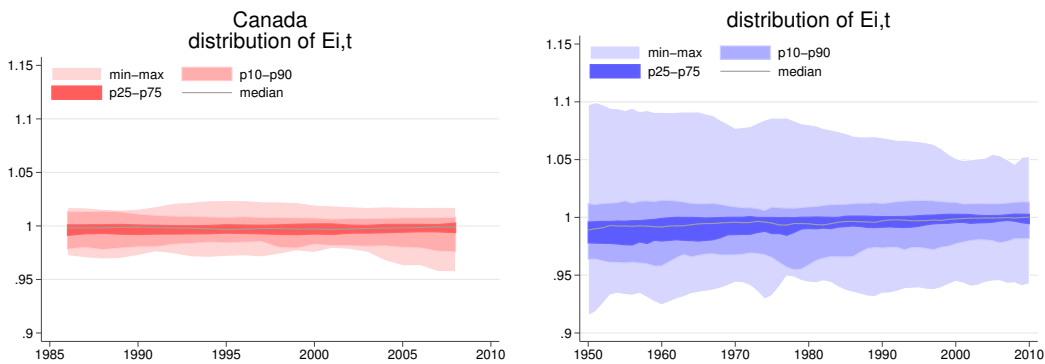 Canada
distribution of Ei,t
1.15
min−max
p10−p90
p25−p75
median
1.1
1.05
1
.95
.9
1985
1990
1995
2000
2005
2010
distribution of Ei,t
1.15
min−max
p10−p90
p25−p75
median
1.1
1.05
1
.95
.9
1950
1960
1970
1980
1990
2000
2010